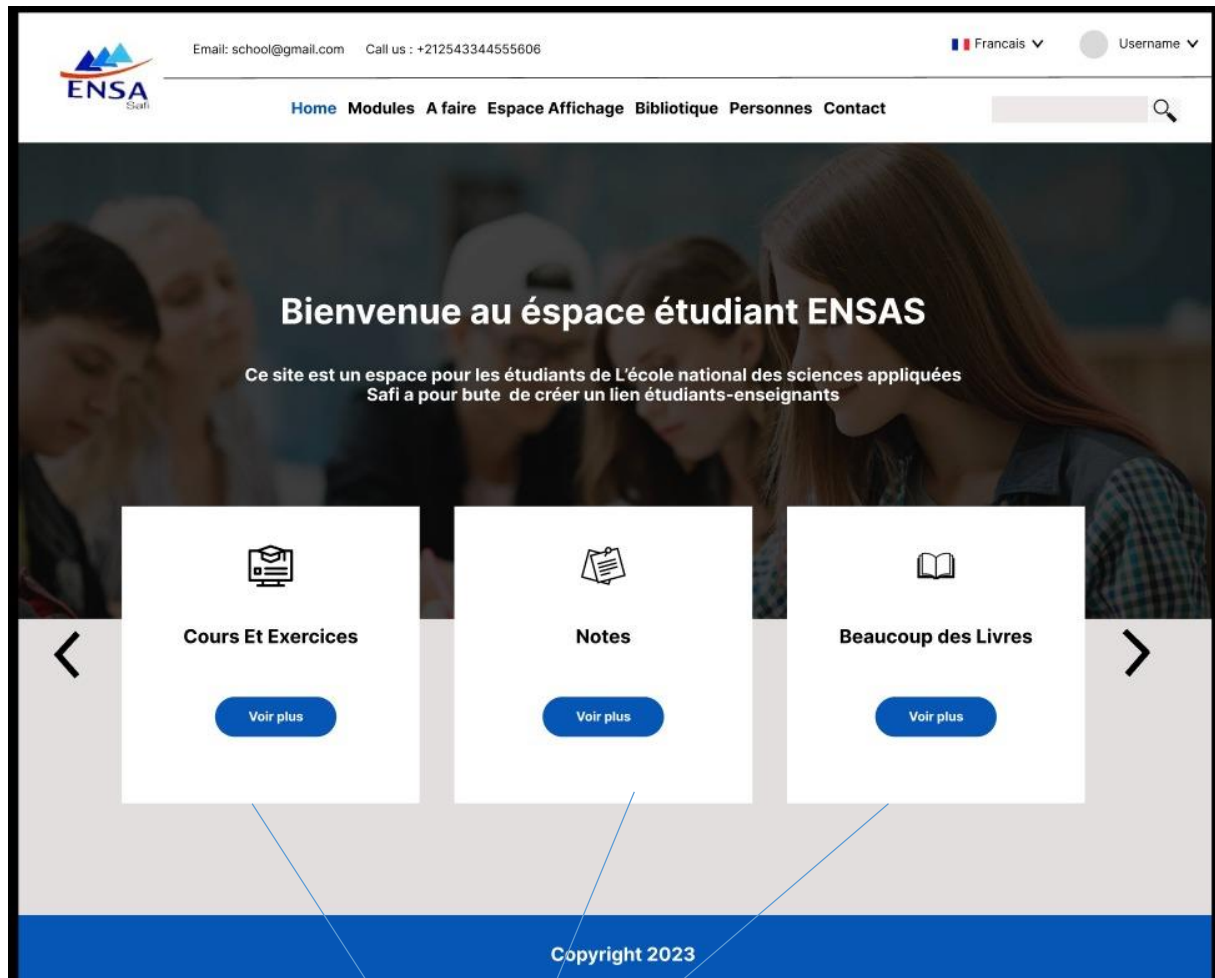 ENSA
Safi
Email: school@gmail.com Call us : +212543344555606
Francais
Username
Home Modules A faire Espace Affichage Bibliotique Personnes Contact
Bienvenue au éspace étudiant ENSAS
Ce site est un espace pour les étudiants de L'école national des sciences appliquées
Safi a pour bute de créer un lien étudiants-enseignants
Cours Et Exercices
Notes
Beaucoup des Livres
Voir plus
Voir plus
Voir plus
Copyright 2023